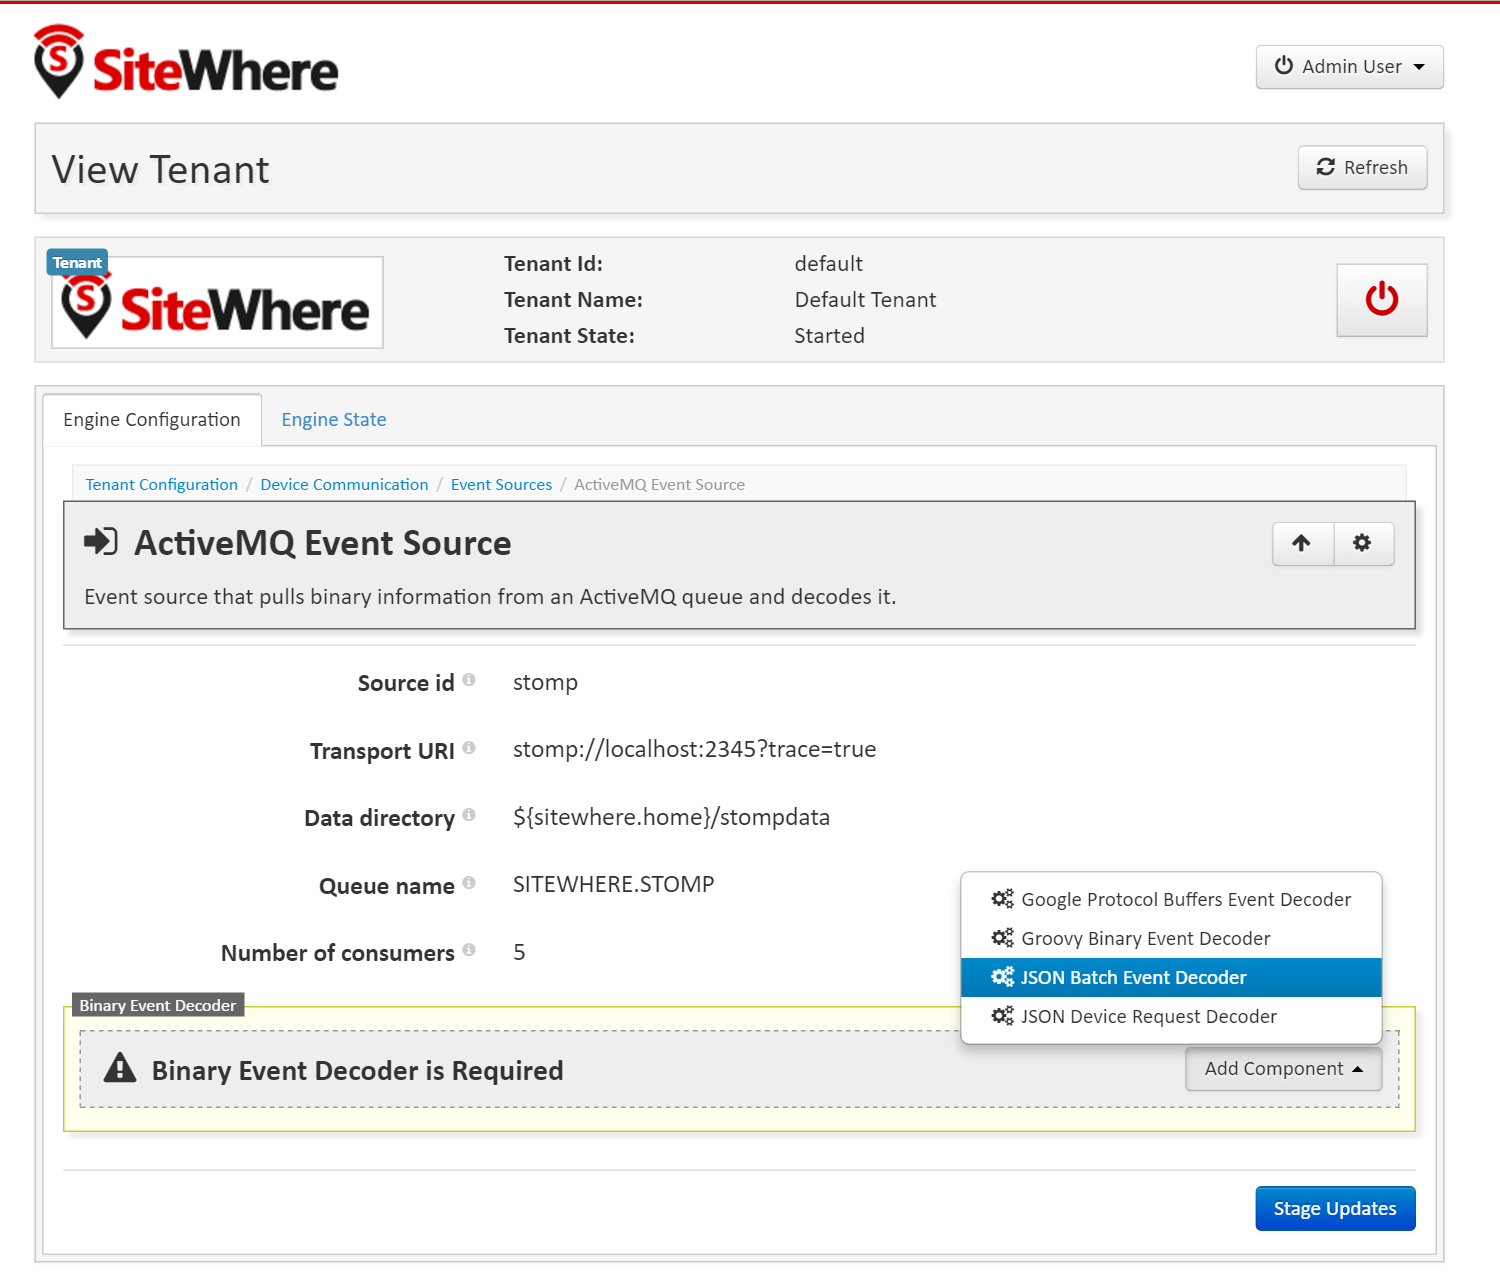 SiteWhere
Admin User
View Tenant
Refresh
Tenant
SiteWhere
Tenant Id: default
Tenant Name: Default Tenant
Tenant State: Started
Engine Configuration
Engine State
Tenant Configuration / Device Communication / Event Sources / ActiveMQ Event Source
ActiveMQ Event Source
Event source that pulls binary information from an ActiveMQ queue and decodes it.
Source id stomp
Transport URI stomp://localhost:2345?trace=true
Data directory ${sitewhere.home}/stompdata
Queue name SITEWHERE.STOMP
Number of consumers 5
Google Protocol Buffers Event Decoder
Groovy Binary Event Decoder
JSON Batch Event Decoder
JSON Device Request Decoder
Binary Event Decoder
Binary Event Decoder is Required
Add Component
Stage Updates